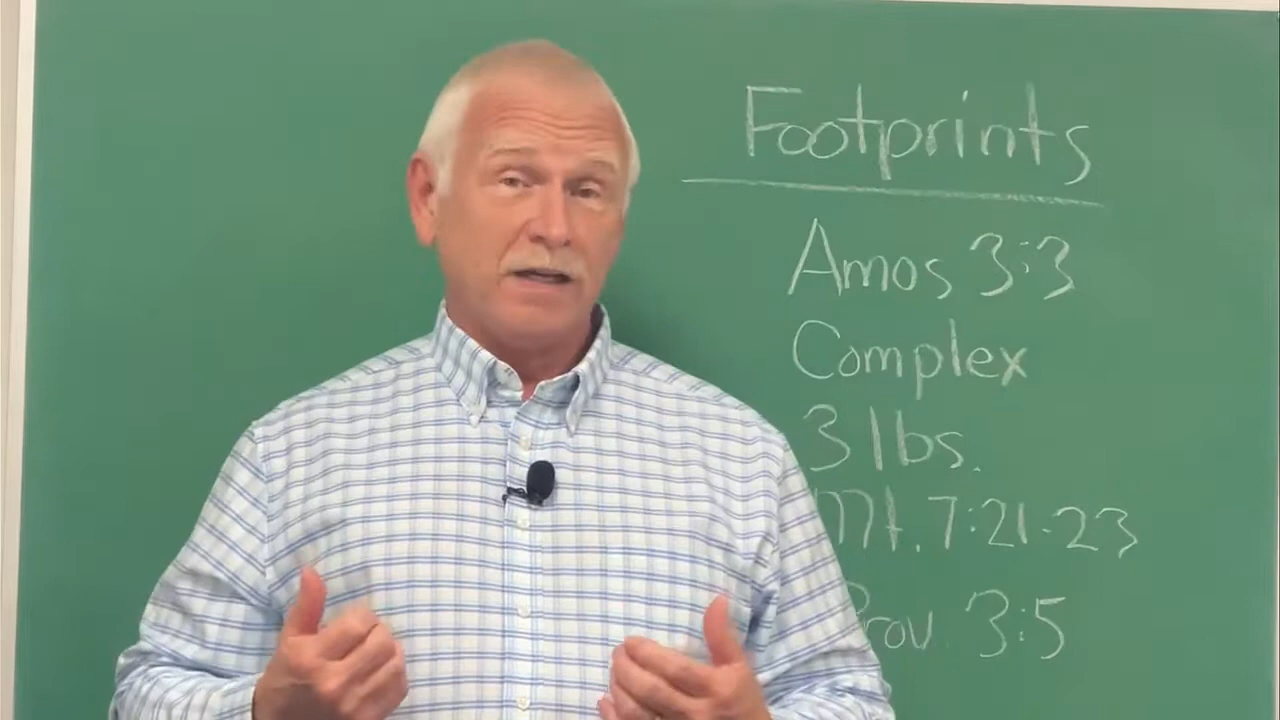 Footprints
Amos 3:3
Complex
3 lbs.
Mt. 7:21-23
Prov. 3:5